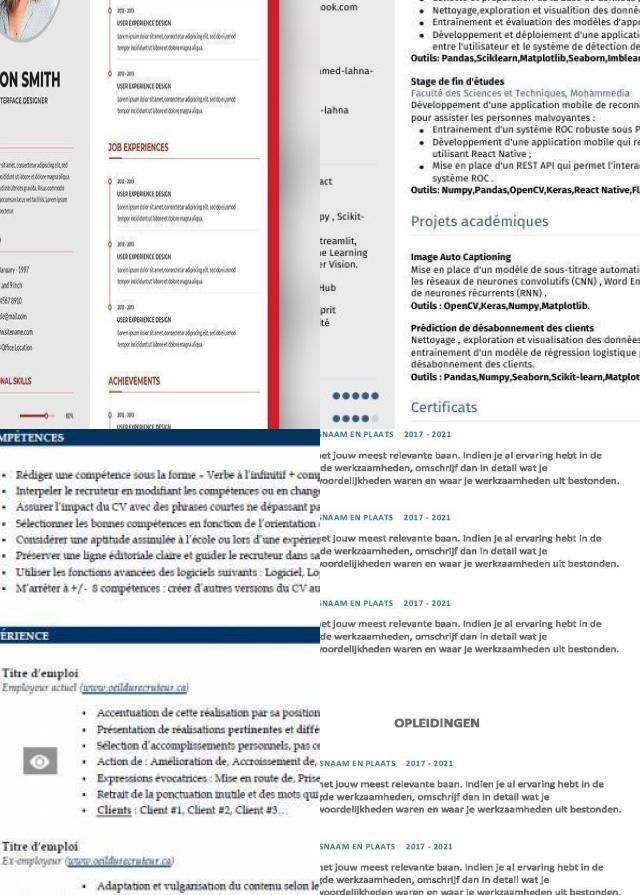 ON SMITH
TERFACE DESIGNER
January - 1997
and 9 Inch
4567 8910
de@mail.com
www.sitename.com
Office Location
NAL SKILLS
80%
USER EXPERIENCE DESIGN
Lorem ipsum dolor sit amet, consectetur adipiscing elit, sed do eiusmod
tempor incididunt ut labore et dolore magna aliqua.
2012 - 2013
USER EXPERIENCE DESIGN
Lorem ipsum dolor sit amet, consectetur adipiscing elit, sed do eiusmod
tempor incididunt ut labore et dolore magna aliqua.
JOB EXPERIENCES
2012 - 2013
USER EXPERIENCE DESIGN
Lorem ipsum dolor sit amet, consectetur adipiscing elit, sed do eiusmod
tempor incididunt ut labore et dolore magna aliqua.
2012 - 2013
USER EXPERIENCE DESIGN
Lorem ipsum dolor sit amet, consectetur adipiscing elit, sed do eiusmod
tempor incididunt ut labore et dolore magna aliqua.
2012 - 2013
USER EXPERIENCE DESIGN
Lorem ipsum dolor sit amet, consectetur adipiscing elit, sed do eiusmod
tempor incididunt ut labore et dolore magna aliqua.
ACHIEVEMENTS
2012 - 2013
USER EXPERIENCE DESIGN
ook.com
med-lahna-
-lahna
act
py , Scikit-
treamlit,
e Learning
er Vision.
Hub
prit
ité
• Nettoyage,exploration et visualition des donné
• Entraînement et évaluation des modèles d'appr
• Développement et déploiement d'une applicati
entre l'utilisateur et le système de détection de
Outils: Pandas,Sciklearn,Matplotlib,Seaborn,Imblear
Stage de fin d'études
Faculté des Sciences et Techniques, Mohammedia
Développement d'une application mobile de reconn
pour assister les personnes malvoyantes :
• Entrainement d'un système ROC robuste sous P
• Développement d'une application mobile qui re
utilisant React Native ;
• Mise en place d'un REST API qui permet l'intera
système ROC .
Outils: Numpy,Pandas,OpenCV,Keras,React Native,Fl
Projets académiques
Image Auto Captioning
Mise en place d'un modèle de sous-titrage automati
les réseaux de neurones convolutifs (CNN) , Word Em
de neurones récurrents (RNN) .
Outils : OpenCV,Keras,Numpy,Matplotlib.
Prédiction de désabonnement des clients
Nettoyage , exploration et visualisation des données
entrainement d'un modèle de régression logistique
désabonnement des clients.
Outils : Pandas,Numpy,Seaborn,Scikit-learn,Matplot
Certificats
MPÉTENCES
• Rédiger une compétence sous la forme « Verbe à l'infinitif + com
• Interpeler le recruteur en modifiant les compétences ou en chang
• Assurer l'impact du CV avec des phrases courtes ne dépassant pa
• Sélectionner les bonnes compétences en fonction de l'orientation
• Considérer une aptitude assimilée à l'école ou lors d'une expérien
• Préserver une ligne éditoriale claire et guider le recruteur dans sa
• Utiliser les fonctions avancées des logiciels suivants : Logiciel, Lo
• M'arrêter à +/- 8 compétences : créer d'autres versions du CV au
ÉRIENCE
Titre d'emploi
Employeur actuel (www.oeildurecruteur.ca)
• Accentuation de cette réalisation par sa position
• Présentation de réalisations pertinentes et diffé
• Sélection d'accomplissements personnels, pas ce
• Action de : Amélioration de, Accroissement de,
• Expressions évocatrices : Mise en route de, Prise
• Retrait de la ponctuation inutile et des mots qui
• Clients : Client #1, Client #2, Client #3...
Titre d'emploi
Ex-employeur (www.oeildurecruteur.ca)
• Adaptation et vulgarisation du contenu selon le
SNAAM EN PLAATS 2017 - 2021
et jouw meest relevante baan. Indien je al ervaring hebt in de
de werkzaamheden, omschrijf dan in detail wat je
voordelijkheden waren en waar je werkzaamheden uit bestonden.
SNAAM EN PLAATS 2017 - 2021
et jouw meest relevante baan. Indien je al ervaring hebt in de
de werkzaamheden, omschrijf dan in detail wat je
voordelijkheden waren en waar je werkzaamheden uit bestonden.
SNAAM EN PLAATS 2017 - 2021
et jouw meest relevante baan. Indien je al ervaring hebt in de
de werkzaamheden, omschrijf dan in detail wat je
voordelijkheden waren en waar je werkzaamheden uit bestonden.
OPLEIDINGEN
SNAAM EN PLAATS 2017 - 2021
et jouw meest relevante baan. Indien je al ervaring hebt in de
de werkzaamheden, omschrijf dan in detail wat je
voordelijkheden waren en waar je werkzaamheden uit bestonden.
SNAAM EN PLAATS 2017 - 2021
et jouw meest relevante baan. Indien je al ervaring hebt in de
de werkzaamheden, omschrijf dan in detail wat je
voordelijkheden waren en waar je werkzaamheden uit bestonden.